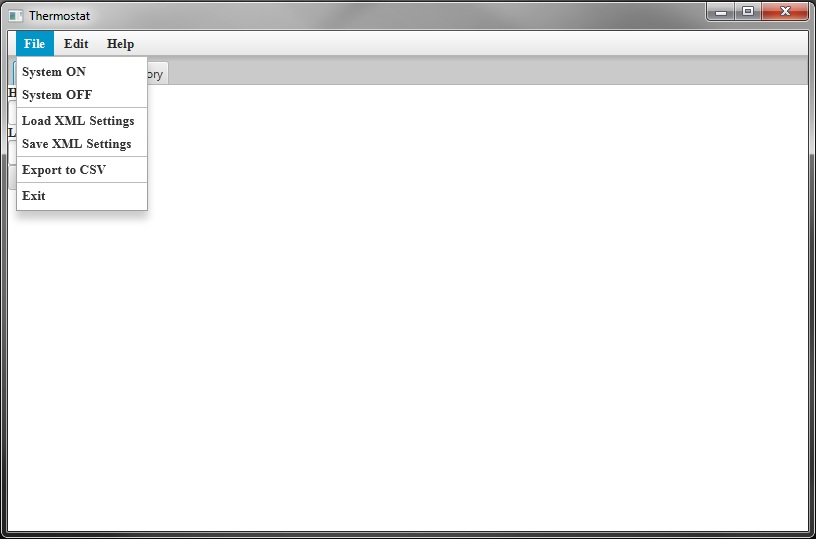 Thermostat
File Edit Help
System ON
System OFF
Load XML Settings
Save XML Settings
Export to CSV
Exit